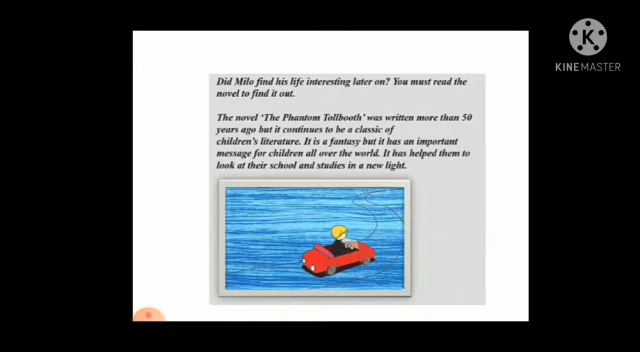 KINEMASTER
Did Milo find his life interesting later on? You must read the
novel to find it out.
The novel ‘The Phantom Tollbooth’ was written more than 50
years ago but it continues to be a classic of
children's literature. It is a fantasy but it has an important
message for children all over the world. It has helped them to
look at their school and studies in a new light.